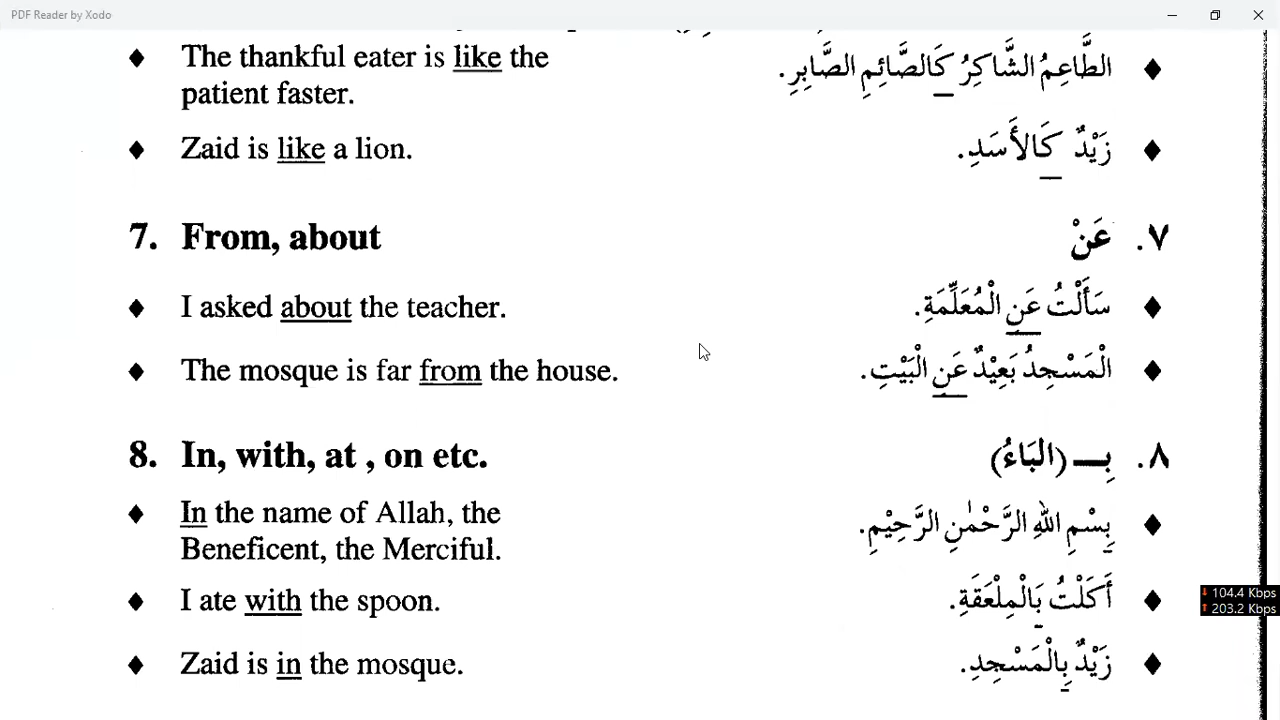 PDF Reader by Xodo
The thankful eater is like the
patient faster.
♦ الطَّاعِمُ الشَّاكِرُ كَالصَّائِمِ الصَّابِرِ.
♦ Zaid is like a lion.
♦ زَيْدٌ كَالأَسَدِ.
7. From, about
٧. عَنْ
♦ I asked about the teacher.
♦ سَأَلْتُ عَنِ الْمُعَلِّمَةِ.
♦ The mosque is far from the house.
♦ الْمَسْجِدُ بَعِيْدٌ عَنِ الْبَيْتِ.
8. In, with, at , on etc.
٨. بِـ (البَاءُ)
♦ In the name of Allah, the
Beneficent, the Merciful.
♦ بِسْمِ اللهِ الرَّحْمٰنِ الرَّحِيْمِ.
♦ I ate with the spoon.
♦ أَكَلْتُ بَالْمِلْعَقَةِ.
♦ Zaid is in the mosque.
♦ زَيْدٌ بِالْمَسْجِدِ.
↓ 104.4 Kbps
↑ 203.2 Kbps